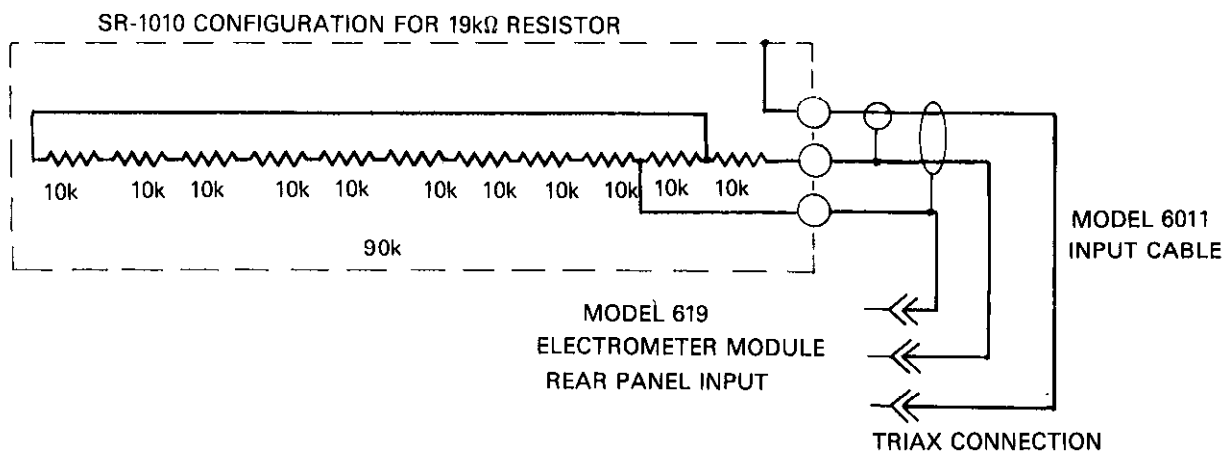 SR-1010 CONFIGURATION FOR 19kΩ RESISTOR
10k 10k 10k 10k 10k 10k 10k 10k 10k 10k 10k
90k
MODEL 6011
INPUT CABLE
MODEL 619
ELECTROMETER MODULE
REAR PANEL INPUT
TRIAX CONNECTION